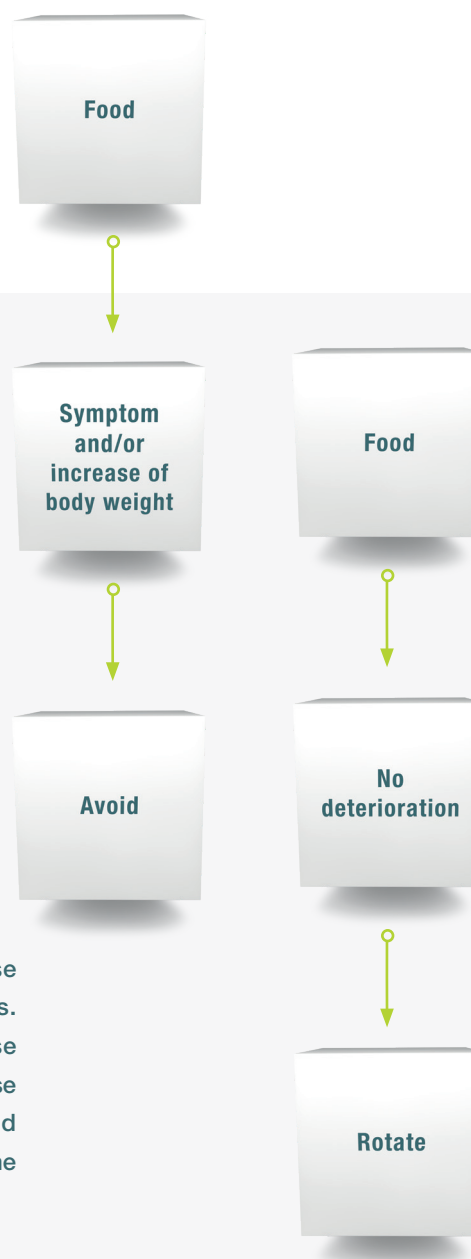 Food
Symptom
and/or
increase of
body weight
Avoid
Food
No
deterioration
Rotate